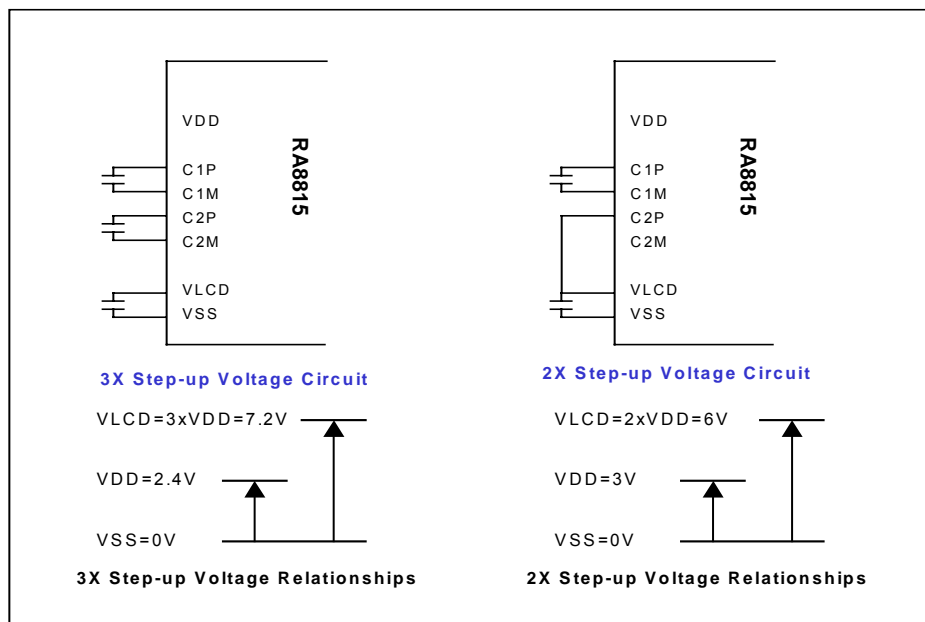 VDD
C1P
C1M
C2P
C2M
VLCD
VSS
RA8815
3X Step-up Voltage Circuit
VLCD=3xVDD=7.2V
VDD=2.4V
VSS=0V
3X Step-up Voltage Relationships
VDD
C1P
C1M
C2P
C2M
VLCD
VSS
RA8815
2X Step-up Voltage Circuit
VLCD=2xVDD=6V
VDD=3V
VSS=0V
2X Step-up Voltage Relationships